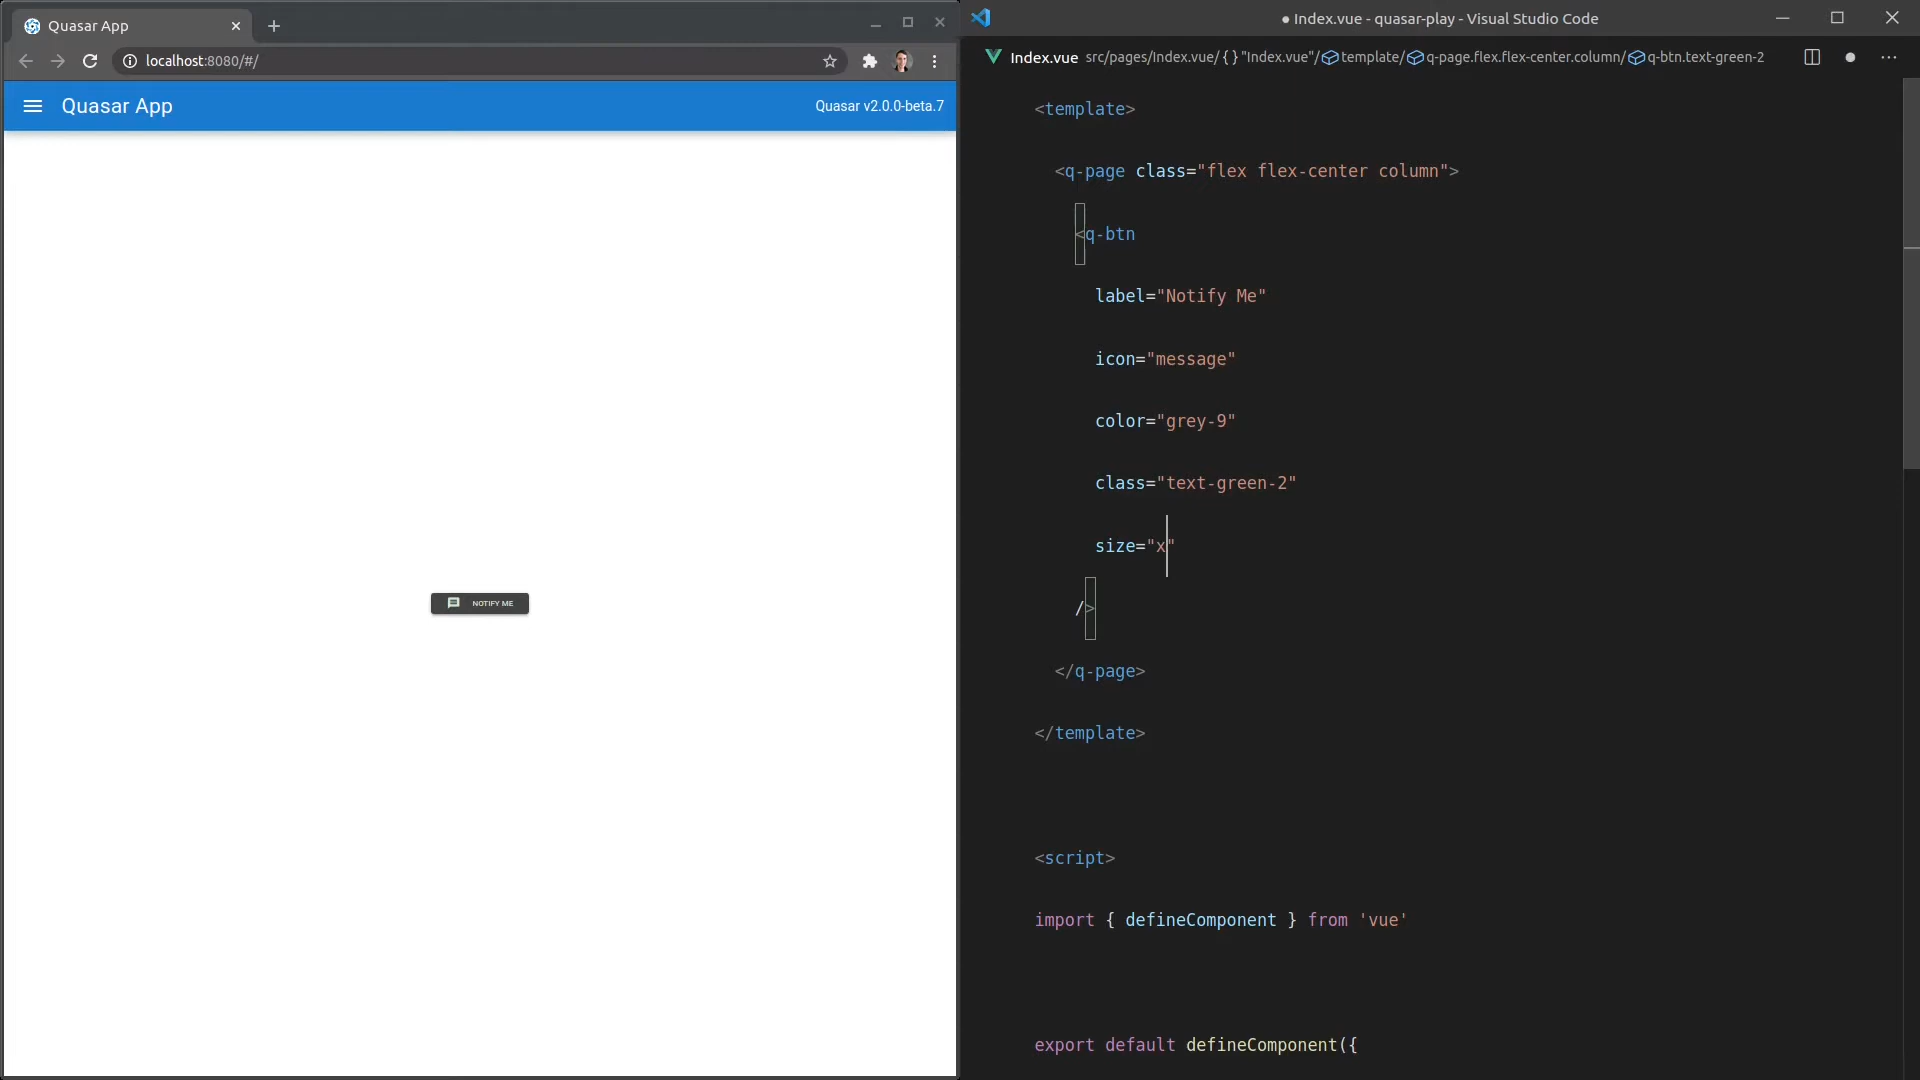 Quasar App
localhost:8080/#/
Quasar App
Quasar v2.0.0-beta.7
NOTIFY ME
● Index.vue - quasar-play - Visual Studio Code
Index.vue src/pages/Index.vue/{}"Index.vue"/template/q-page.flex.flex-center.column/q-btn.text-green-2
<template>
<q-page class="flex flex-center column">
<q-btn
label="Notify Me"
icon="message"
color="grey-9"
class="text-green-2"
size="x"
/>
</q-page>
</template>
<script>
import { defineComponent } from 'vue'
export default defineComponent({